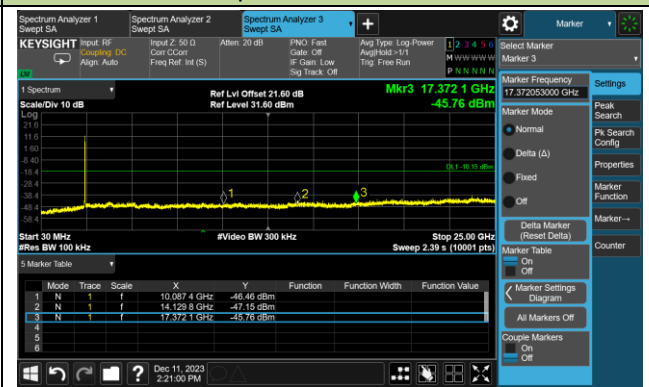 Spectrum Analyzer 1
Swept SA
Spectrum Analyzer 2
Swept SA
Spectrum Analyzer 3
Swept SA
Marker
KEYSIGHT
Input: RF
Coupling: DC
Align: Auto
Input Z: 50 Ω
Corr CCorr
Freq Ref: Int (S)
Atten: 20 dB
PNO: Fast
Gate: Off
IF Gain: Low
Sig Track: Off
Avg Type: Log-Power
Avg|Hold:>1/1
Trig: Free Run
1 2 3 4 5 6
M W W W W W
P N N N N N
Select Marker
Marker 3
1 Spectrum
Scale/Div 10 dB
Ref Lvl Offset 21.60 dB
Ref Level 31.60 dBm
Mkr3 17.372 1 GHz
-45.76 dBm
Log
21.6
11.6
1.60
-8.40
-18.4
-28.4
-38.4
-48.4
-58.4
DL1 -18.15 dBm
1
2
3
Start 30 MHz
#Res BW 100 kHz
#Video BW 300 kHz
Stop 25.00 GHz
Sweep 2.39 s (10001 pts)
5 Marker Table
Mode Trace Scale X Y Function Function Width Function Value
1 N 1 f 10.087 4 GHz -46.46 dBm
2 N 1 f 14.129 8 GHz -47.15 dBm
3 N 1 f 17.372 1 GHz -45.76 dBm
4
5
6
Marker Frequency
17.372053000 GHz
Marker Mode
Normal
Delta (Δ)
Fixed
Off
Delta Marker
(Reset Delta)
Marker Table
On
Off
Marker Settings
Diagram
All Markers Off
Couple Markers
On
Off
Settings
Peak
Search
Pk Search
Config
Properties
Marker
Function
Marker→
Counter
Dec 11, 2023
2:21:00 PM